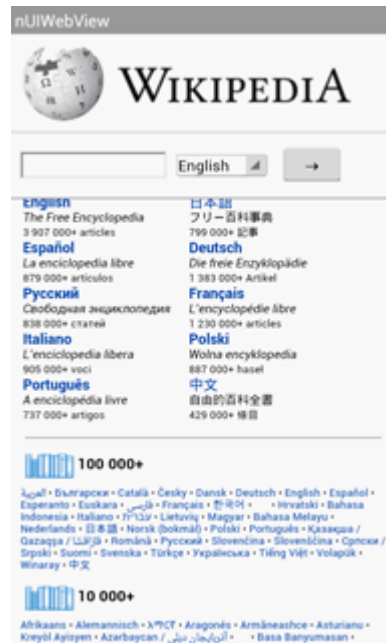 nUIWebView
WIKIPEDIA
English
→
English 日本語
The Free Encyclopedia フリー百科事典
3 907 000+ articles 799 000+ 記事
Español Deutsch
La enciclopedia libre Die freie Enzyklopädie
879 000+ artículos 1 383 000+ Artikel
Русский Français
Свободная энциклопедия L'encyclopédie libre
838 000+ статей 1 230 000+ articles
Italiano Polski
L'enciclopedia libera Wolna encyklopedia
905 000+ voci 887 000+ haseł
Português 中文
A enciclopédia livre 自由的百科全書
737 000+ artigos 429 000+ 條目
100 000+
العربية • Български • Català • Česky • Dansk • Deutsch • English • Español •
Esperanto • Euskara • فارسی • Français • 한국어 • • Hrvatski • Bahasa
Indonesia • Italiano • עברית • Lietuvių • Magyar • Bahasa Melayu •
Nederlands • 日本語 • Norsk (bokmål) • Polski • Português • Қазақша /
Qazaqşa / • Română • Русский • Slovenčina • Slovenščina • Српски /
Srpski • Suomi • Svenska • Türkçe • Українська • Tiếng Việt • Volapük •
Winaray • 中文
10 000+
Afrikaans • Alemannisch • አማርኛ • Aragonés • Armãneashce • Asturianu •
Kreyòl Ayisyen • Azərbaycan / • Basa Banyumasan •